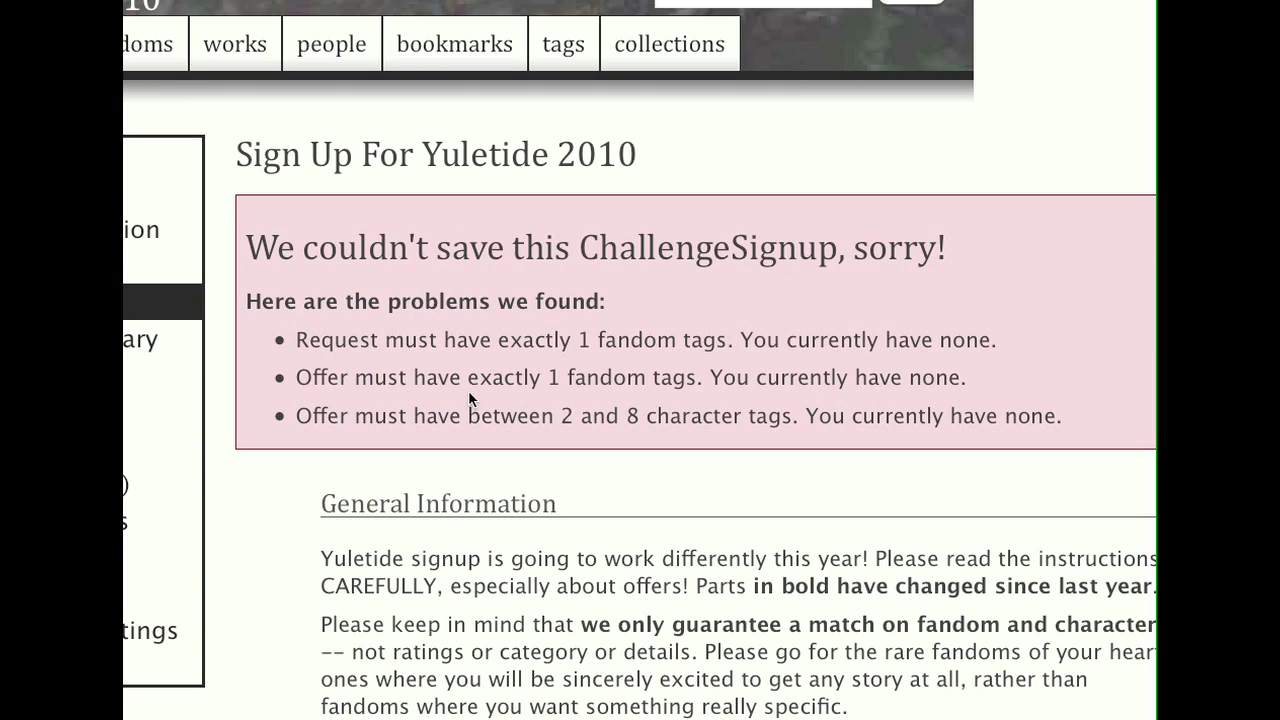 10
doms works people bookmarks tags collections
Sign Up For Yuletide 2010
ion
ary
)
s
tings
We couldn't save this ChallengeSignup, sorry!
Here are the problems we found:
• Request must have exactly 1 fandom tags. You currently have none.
• Offer must have exactly 1 fandom tags. You currently have none.
• Offer must have between 2 and 8 character tags. You currently have none.
General Information
Yuletide signup is going to work differently this year! Please read the instructions
CAREFULLY, especially about offers! Parts in bold have changed since last year.
Please keep in mind that we only guarantee a match on fandom and character
-- not ratings or category or details. Please go for the rare fandoms of your heart
ones where you will be sincerely excited to get any story at all, rather than
fandoms where you want something really specific.